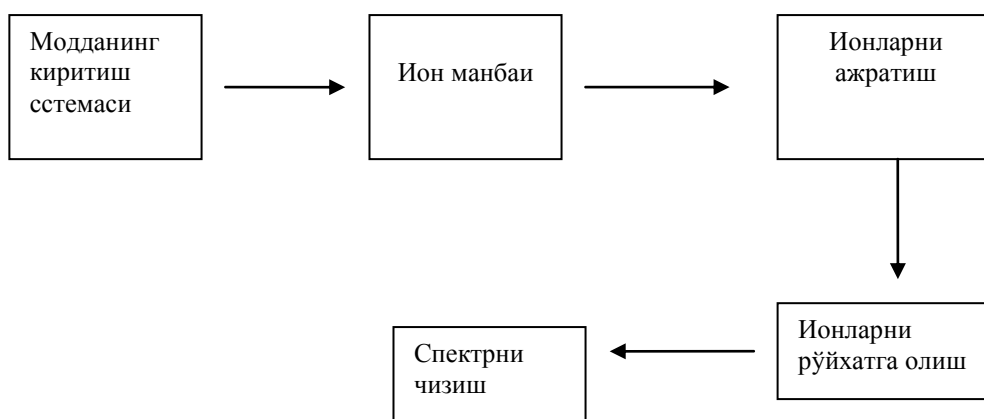 Модданинг
киритиш
сстемаси
Ион манбаи
Ионларни
ажратиш
Ионларни
рўйхатга олиш
Спектрни
чизиш